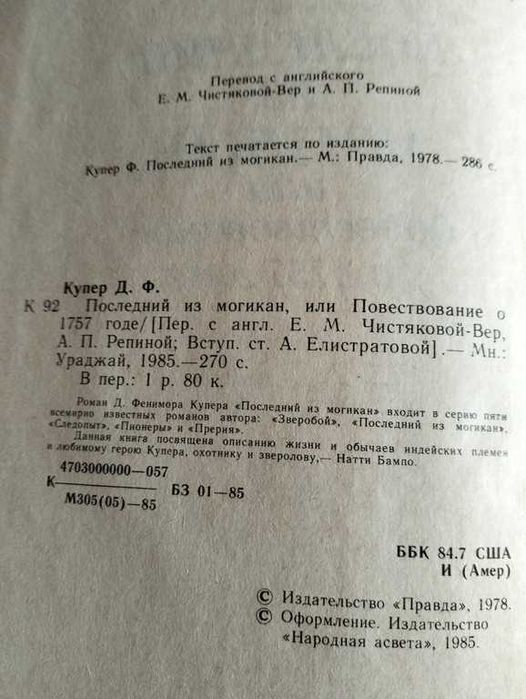 Перевод с английского
Е. М. Чистяковой-Вер и А. П. Репиной
Текст печатается по изданию:
Купер Ф. Последний из могикан.— М.: Правда, 1978.— 286 с.
Купер Д. Ф.
К 92 Последний из могикан, или Повествование о
1757 годе/[Пер. с англ. Е. М. Чистяковой-Вер,
А. П. Репиной; Вступ. ст. А. Елистратовой].— Мн.:
Ураджай, 1985.—270 с.
В пер.: 1 р. 80 к.
Роман Д. Фенимора Купера «Последний из могикан» входит в серию пяти
всемирно известных романов автора: «Зверобой», «Последний из могикан»,
«Следопыт», «Пионеры» и «Прерия».
Данная книга посвящена описанию жизни и обычаев индейских племен
и любимому герою Купера, охотнику и зверолову,— Натти Бампо.
4703000000—057
К
БЗ 01—85
М305(05)—85
ББК 84.7 США
И (Амер)
© Издательство «Правда», 1978.
© Оформление. Издательство
«Народная асвета», 1985.